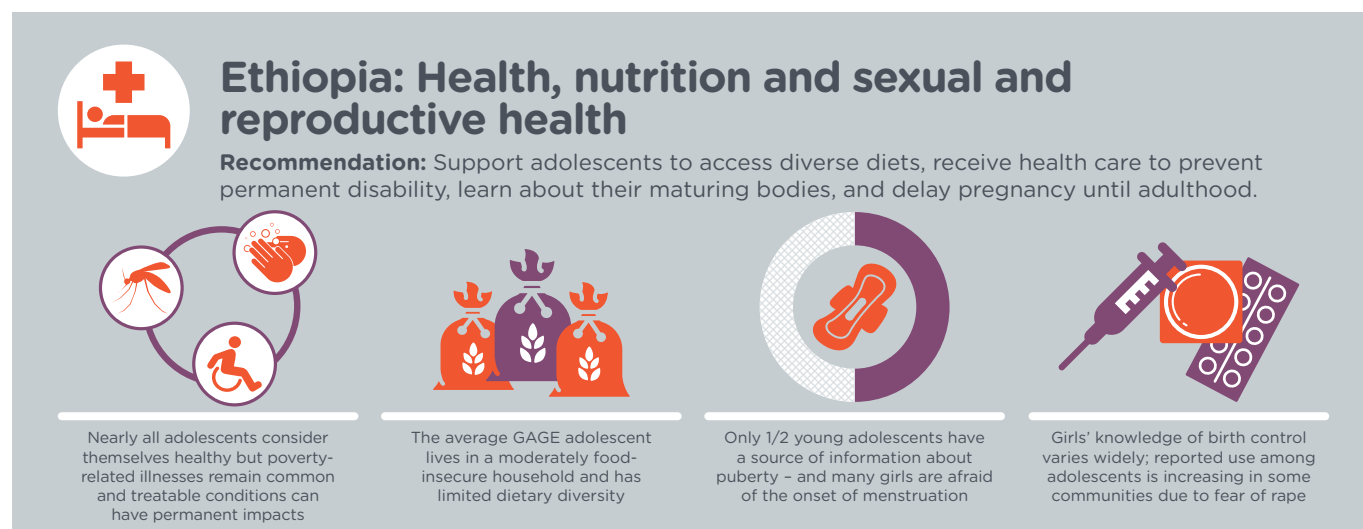 Ethiopia: Health, nutrition and sexual and
reproductive health
Recommendation: Support adolescents to access diverse diets, receive health care to prevent
permanent disability, learn about their maturing bodies, and delay pregnancy until adulthood.
Nearly all adolescents consider
themselves healthy but poverty-
related illnesses remain common
and treatable conditions can
have permanent impacts
The average GAGE adolescent
lives in a moderately food-
insecure household and has
limited dietary diversity
Only 1/2 young adolescents have
a source of information about
puberty – and many girls are afraid
of the onset of menstruation
Girls’ knowledge of birth control
varies widely; reported use among
adolescents is increasing in some
communities due to fear of rape